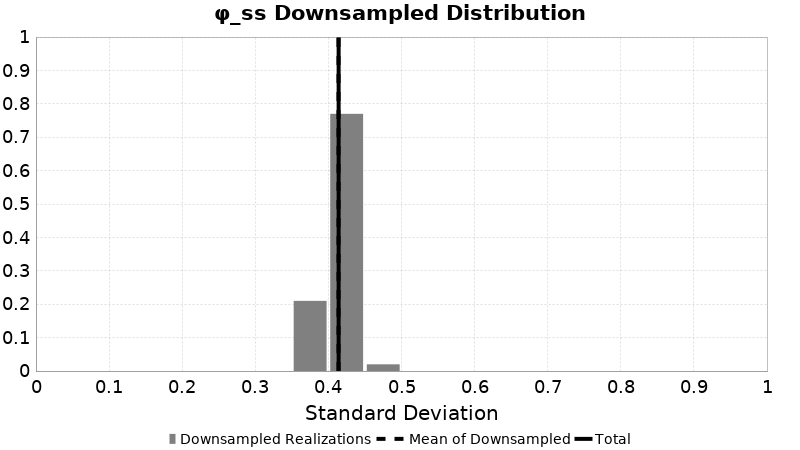 φ_ss Downsampled Distribution
1
0.9
0.8
0.7
0.6
0.5
0.4
0.3
0.2
0.1
0
0 0.1 0.2 0.3 0.4 0.5 0.6 0.7 0.8 0.9 1
Standard Deviation
Downsampled Realizations Mean of Downsampled Total